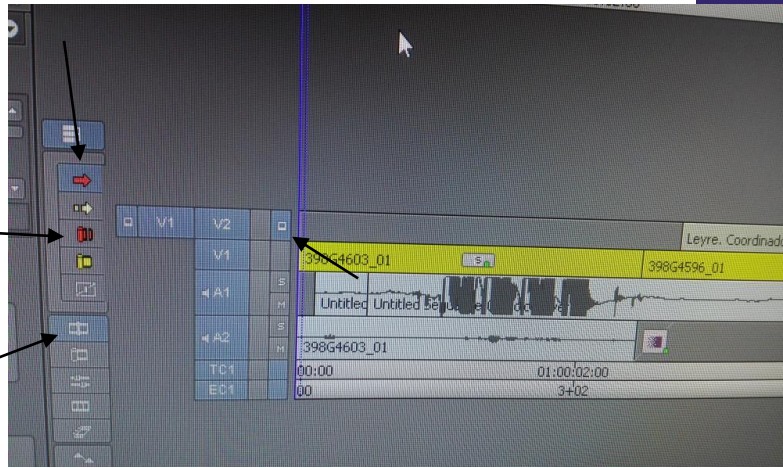 V1 V2
Leyre. Coordinado
V1 398G4603_01 S 398G4596_01
A1 S M Untitled Untitled
A2 S M 398G4603_01
TC1 00:00 01:00:02:00
EC1 00 3+02